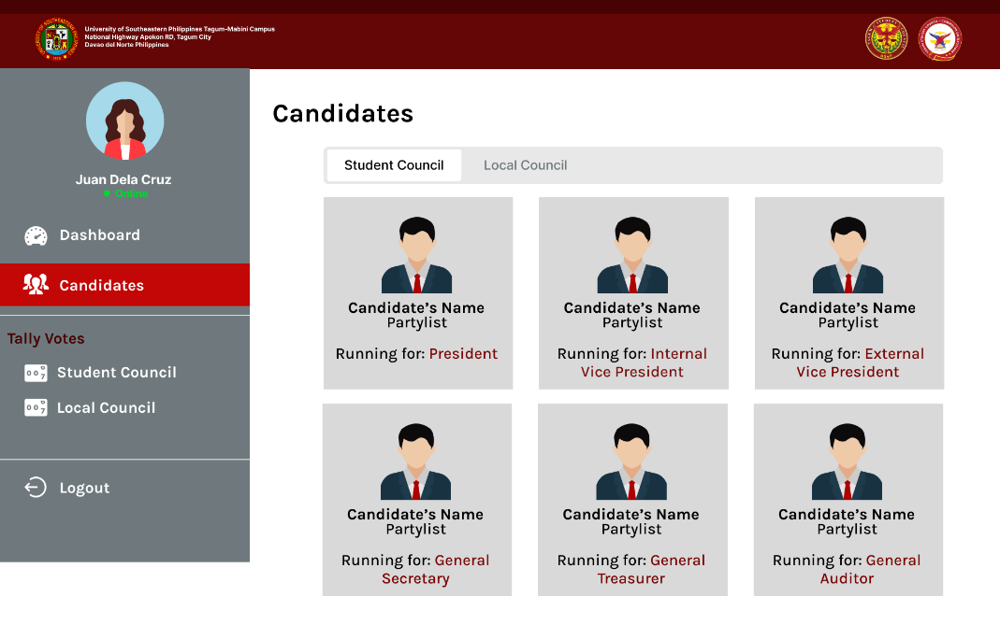 University of Southeastern Philippines Tagum-Mabini Campus
National Highway Apokon RD, Tagum City
Davao del Norte Philippines
Juan Dela Cruz
Online
Dashboard
Candidates
Tally Votes
007
Student Council
007
Local Council
Logout
Candidates
Student Council
Local Council
Candidate’s Name
Partylist
Running for: President
Candidate’s Name
Partylist
Running for: Internal
Vice President
Candidate’s Name
Partylist
Running for: External
Vice President
Candidate’s Name
Partylist
Running for: General
Secretary
Candidate’s Name
Partylist
Running for: General
Treasurer
Candidate’s Name
Partylist
Running for: General
Auditor